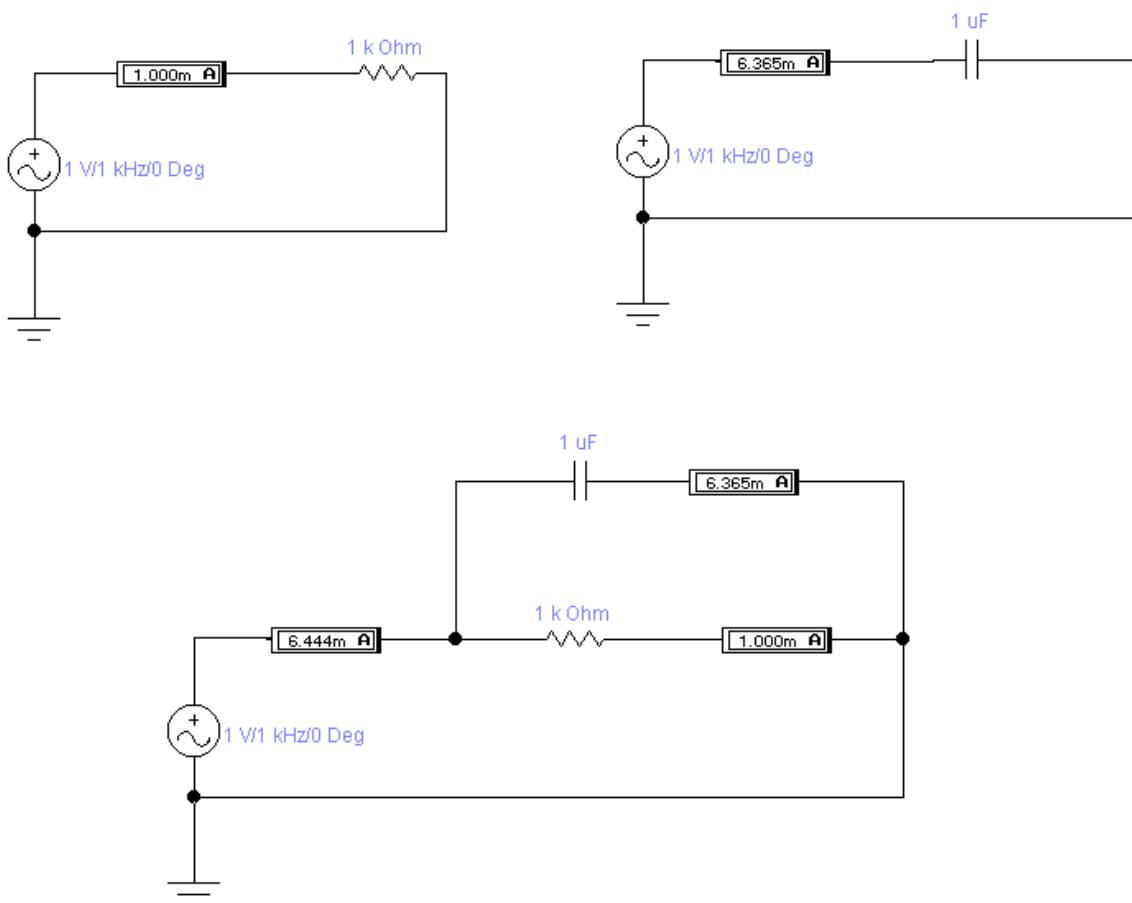 1 k Ohm
1.000m A
1 V/1 kHz/0 Deg
1 uF
6.365m A
1 V/1 kHz/0 Deg
1 uF
6.365m A
1 k Ohm
6.444m A
1.000m A
1 V/1 kHz/0 Deg